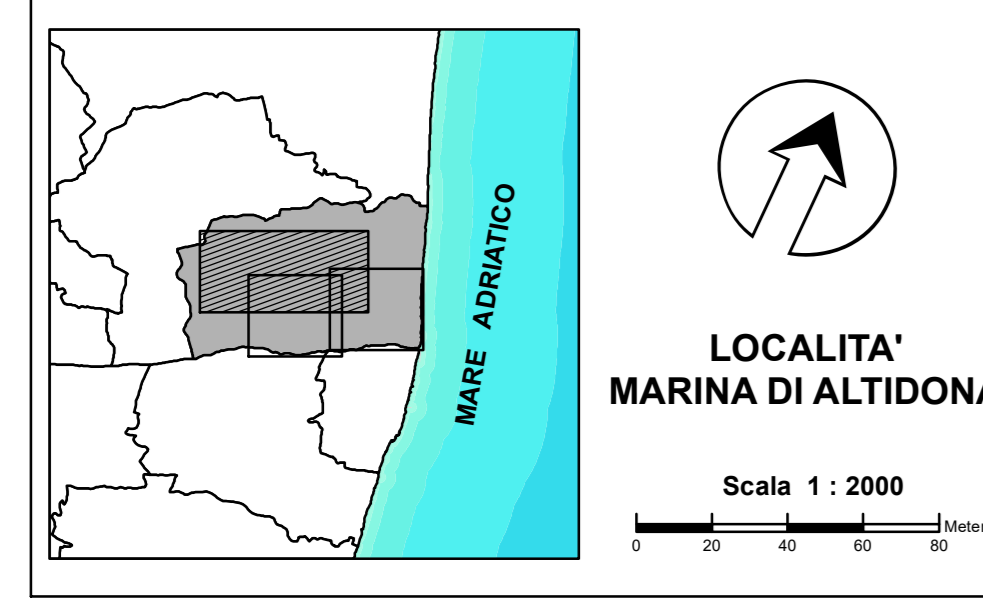 MARE ADRIATICO
LOCALITA'
MARINA DI ALTIDONA
Scala 1 : 2000
Meter
0 20 40 60 80